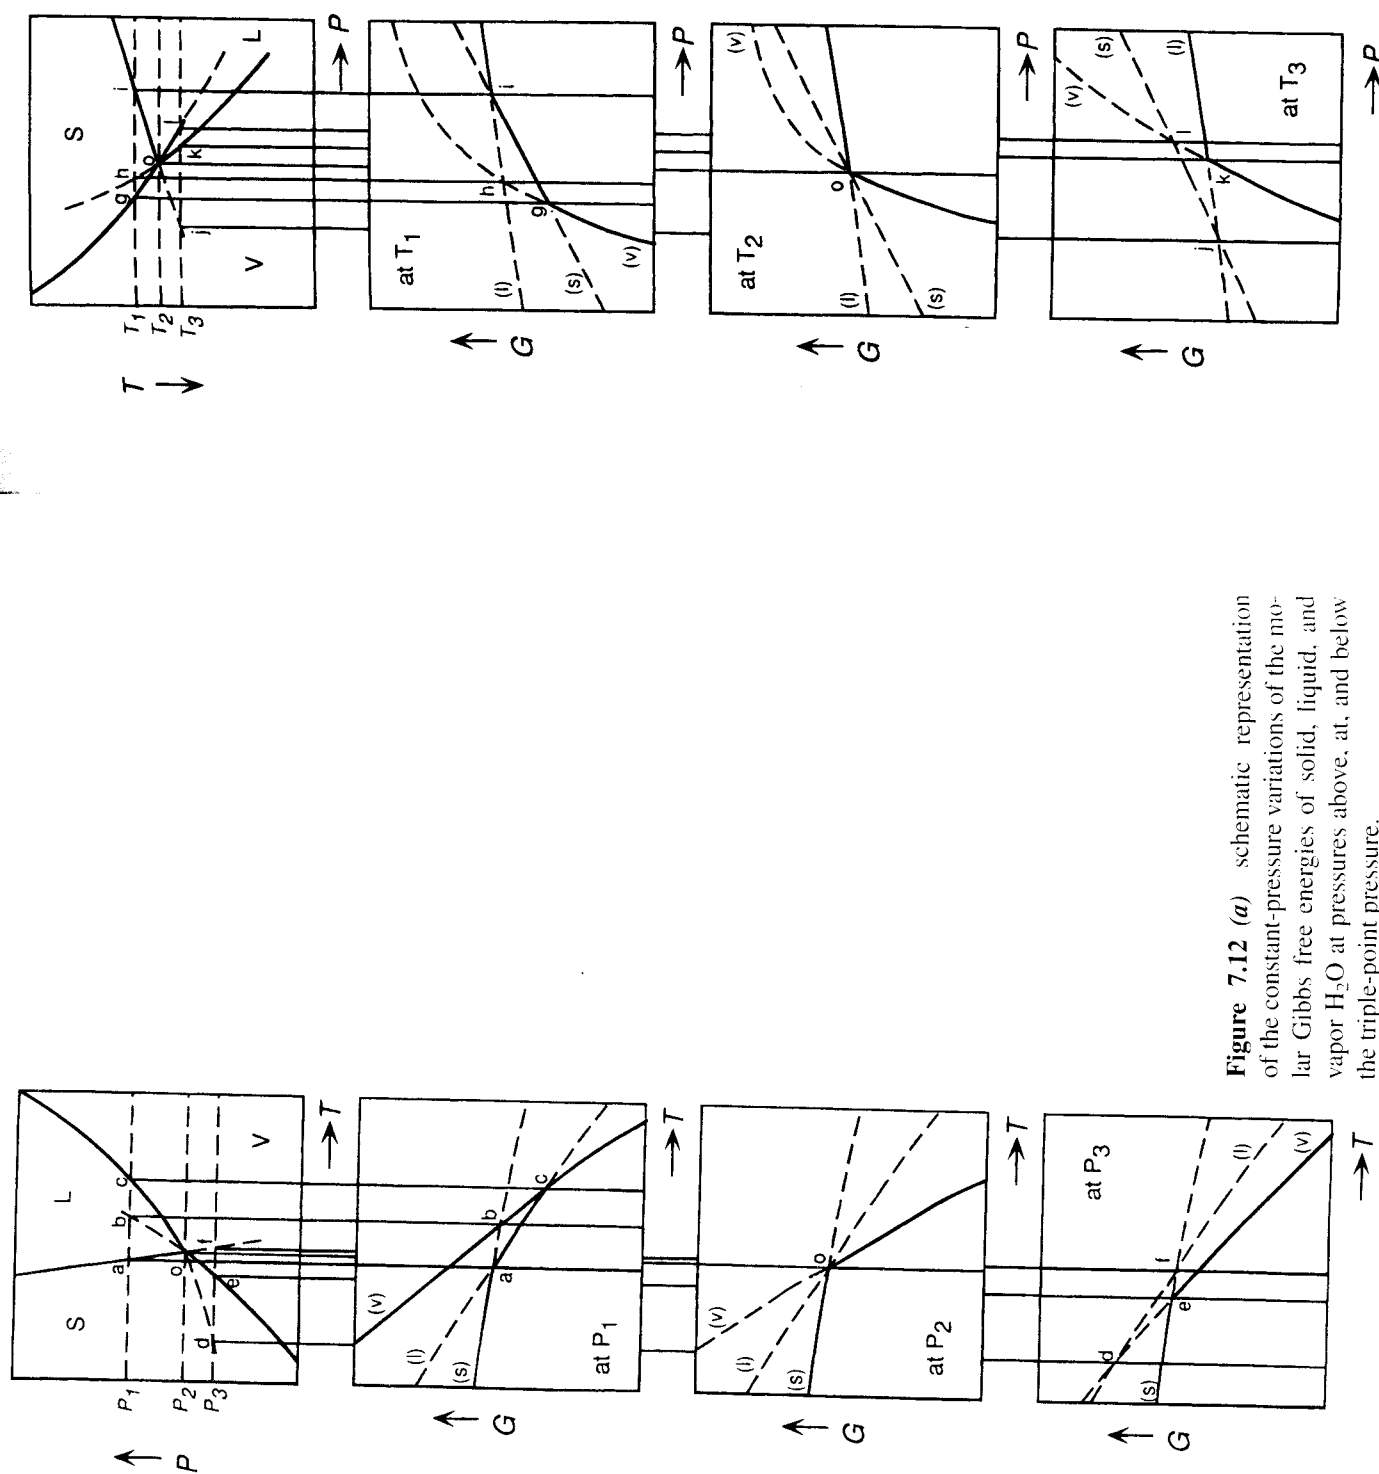 P
P1
P2
P3
S
L
V
a
b
c
o
f
e
d
T
G
(v)
(l)
(s)
a
b
c
at P1
T
G
(v)
(l)
(s)
o
at P2
T
G
(s)
d
e
f
at P3
(l)
(v)
T
Figure 7.12 (a) schematic representation
of the constant-pressure variations of the mo-
lar Gibbs free energies of solid, liquid, and
vapor H2O at pressures above, at, and below
the triple-point pressure.
T
T1
T2
T3
S
L
V
g
h
i
o
j
k
l
P
G
at T1
(l)
(s)
(v)
g
h
i
P
G
at T2
(l)
(s)
o
(v)
P
G
j
k
l
(v)
(s)
(l)
at T3
P